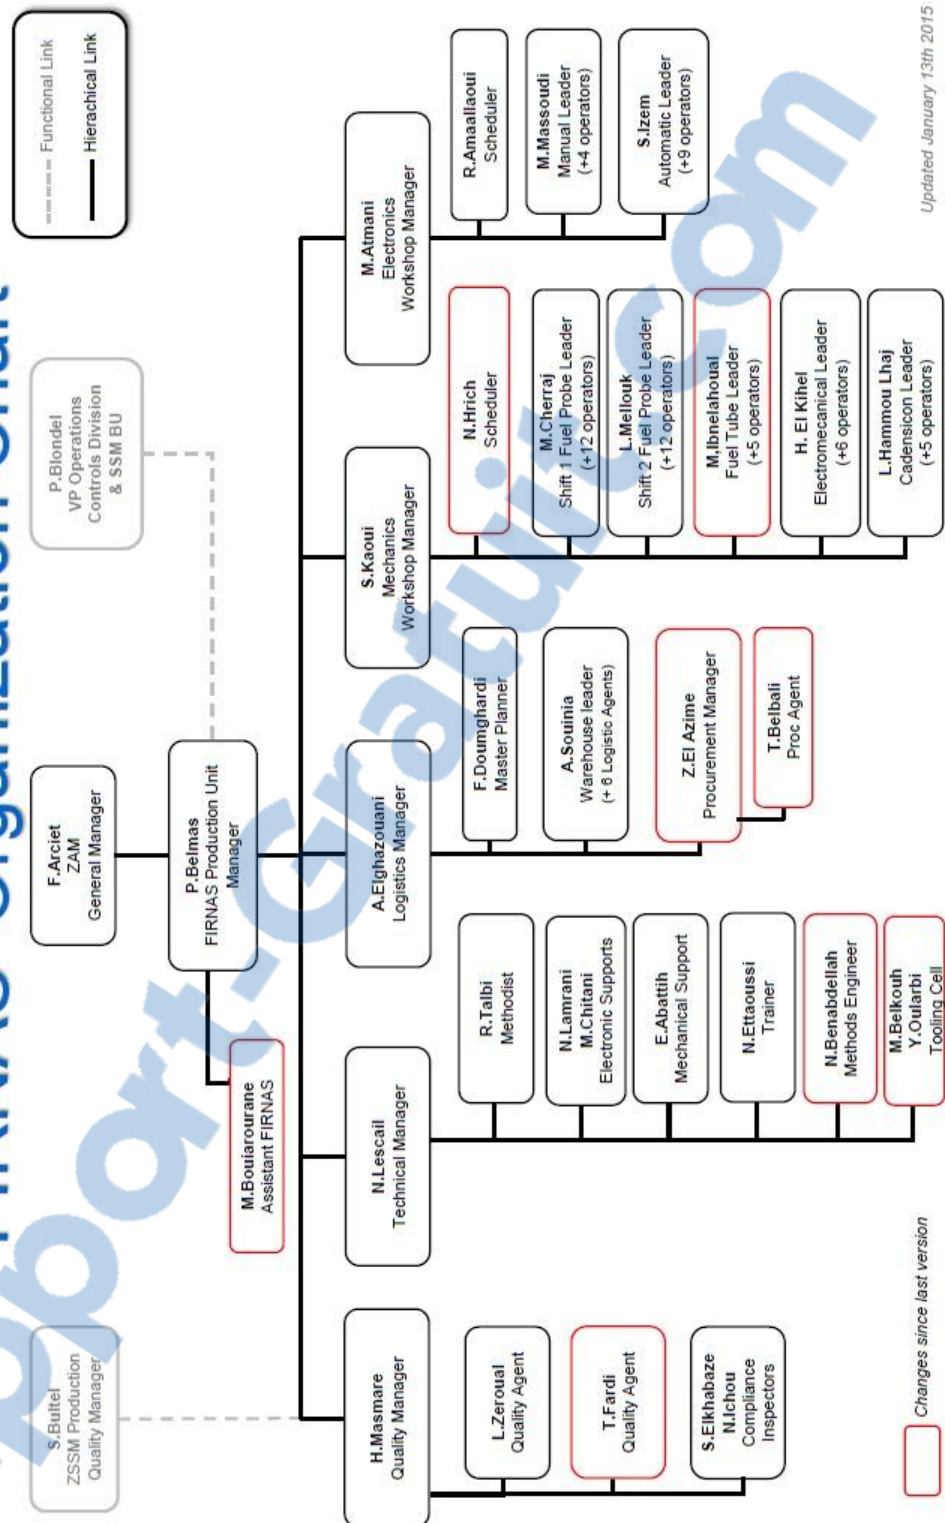 FIRNAS Organization Chart
Functional Link
Hierachical Link
F.Arciet
ZAM
General Manager
P.Blondel
VP Operations
Controls Division
& SSM BU
S.Bultel
ZSSM Production
Quality Manager
P.Belmas
FIRNAS Production Unit
Manager
M.Bouiarourane
Assistant FIRNAS
H.Masmare
Quality Manager
L.Zeroual
Quality Agent
T.Fardi
Quality Agent
S.Elkhabaze
N.Ichou
Compliance
Inspectors
N.Lescail
Technical Manager
R.Talbi
Methodist
N.Lamrani
M.Chitani
Electronic Supports
E.Abattih
Mechanical Support
N.Ettaoussi
Trainer
N.Benabdellah
Methods Engineer
M.Belkouh
Y.Oularbi
Tooling Cell
A.Elghazouani
Logistics Manager
F.Doumghardi
Master Planner
A.Souinia
Warehouse leader
(+ 6 Logistic Agents)
Z.El Azime
Procurement Manager
T.Belbali
Proc Agent
S.Kaoui
Mechanics
Workshop Manager
N.Hrich
Scheduler
M.Cherraj
Shift 1 Fuel Probe Leader
(+12 operators)
L.Mellouk
Shift 2 Fuel Probe Leader
(+12 operators)
M,Ibnelahoual
Fuel Tube Leader
(+5 operators)
H. El Kihel
Electromecanical Leader
(+6 operators)
L.Hammou Lhaj
Cadensicon Leader
(+5 operators)
M.Atmani
Electronics
Workshop Manager
R.Amaallaoui
Scheduler
M.Massoudi
Manual Leader
(+4 operators)
S.Izem
Automatic Leader
(+9 operators)
Changes since last version
Updated January 13th 2015
pport-Gratuit.com